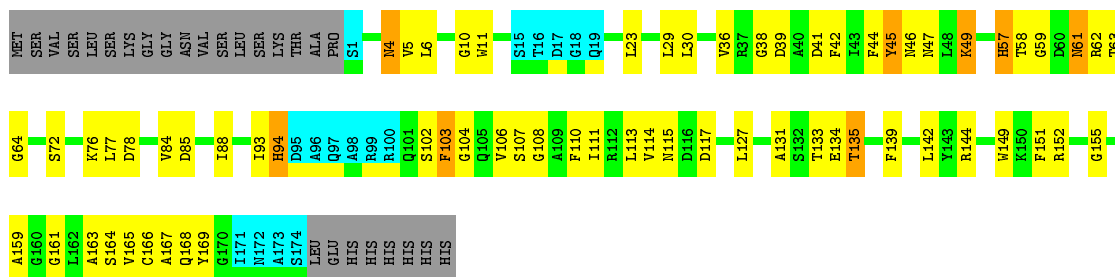 MET SER VAL SER LEU SER LYS GLY GLY ASN VAL SER LEU SER LYS THR ALA PRO S1 N4 V5 L6 G10 W11 S15 T16 D17 G18 Q19 L23 L29 L30 V36 R37 G38 D39 A40 D41 F42 I43 F44 Y45 N46 N47 L48 K49 H57 T58 G59 D60 N61 R62 T63
G64 S72 K76 L77 D78 V84 D85 I88 I93 H94 D95 A96 Q97 A98 R99 R100 Q101 S102 F103 G104 Q105 V106 S107 G108 A109 F110 I111 R112 L113 V114 N115 D116 D117 L127 A131 S132 T133 E134 T135 F139 L142 Y143 R144 W149 K150 F151 R152 G155
A159 G160 G161 L162 A163 S164 V165 C166 A167 Q168 Y169 G170 I171 N172 A173 S174 LEU GLU HIS HIS HIS HIS HIS HIS